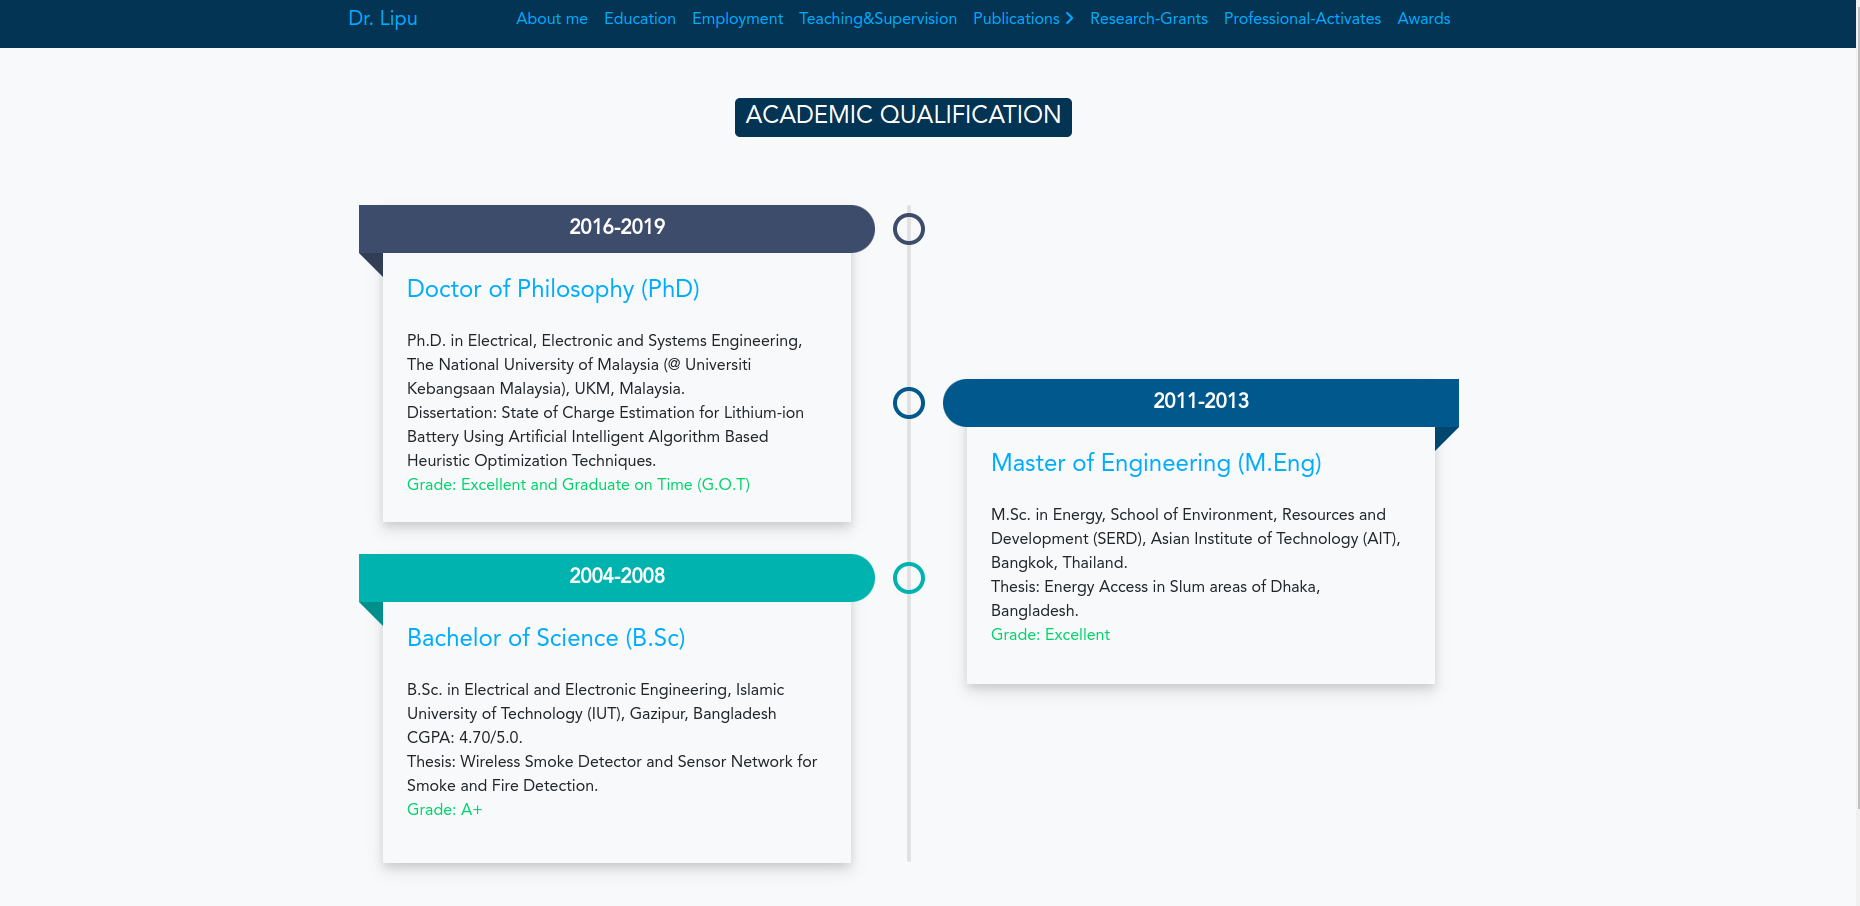 Dr. Lipu
About me Education Employment Teaching&Supervision Publications Research-Grants Professional-Activates Awards
ACADEMIC QUALIFICATION
2016-2019
Doctor of Philosophy (PhD)
Ph.D. in Electrical, Electronic and Systems Engineering,
The National University of Malaysia (@ Universiti
Kebangsaan Malaysia), UKM, Malaysia.
Dissertation: State of Charge Estimation for Lithium-ion
Battery Using Artificial Intelligent Algorithm Based
Heuristic Optimization Techniques.
Grade: Excellent and Graduate on Time (G.O.T)
2011-2013
Master of Engineering (M.Eng)
M.Sc. in Energy, School of Environment, Resources and
Development (SERD), Asian Institute of Technology (AIT),
Bangkok, Thailand.
Thesis: Energy Access in Slum areas of Dhaka,
Bangladesh.
Grade: Excellent
2004-2008
Bachelor of Science (B.Sc)
B.Sc. in Electrical and Electronic Engineering, Islamic
University of Technology (IUT), Gazipur, Bangladesh
CGPA: 4.70/5.0.
Thesis: Wireless Smoke Detector and Sensor Network for
Smoke and Fire Detection.
Grade: A+